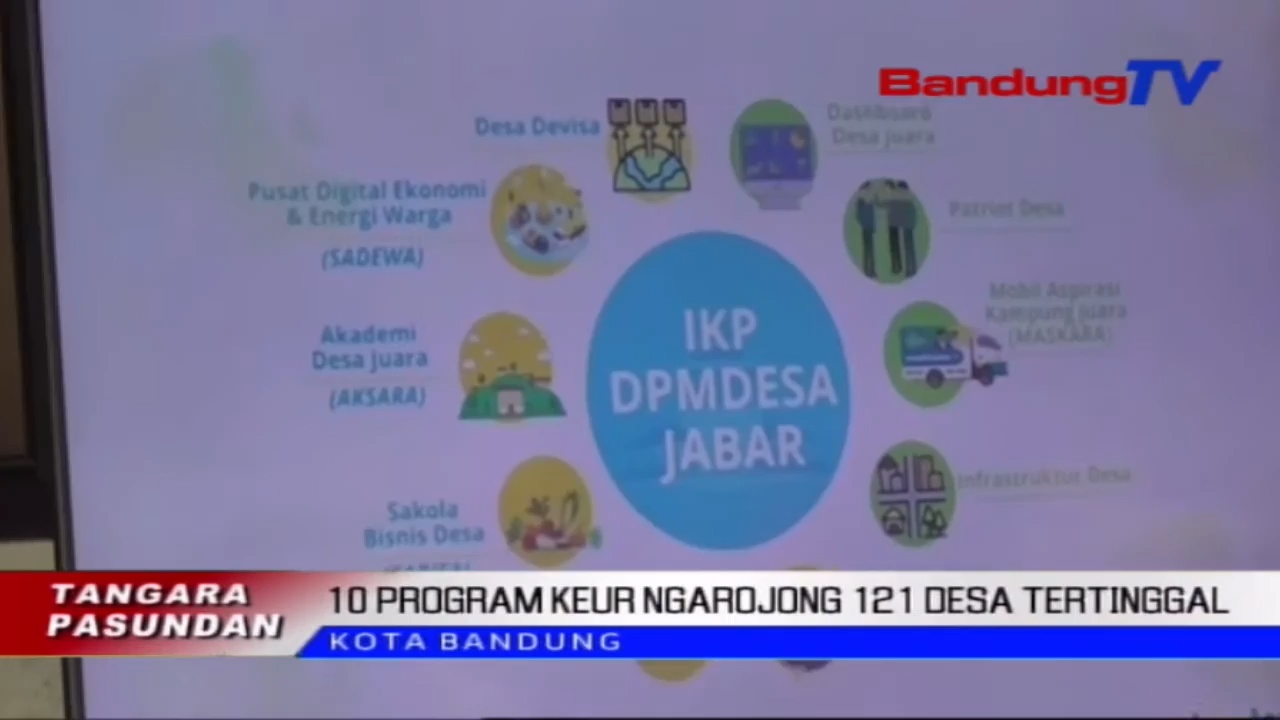 BandungTV
Desa Devisa
Dashboard
Desa Juara
Pusat Digital Ekonomi
& Energi Warga
(SADEWA)
Patriot Desa
Mobil Aspirasi
Kampung Juara
(MASKARA)
Akademi
Desa Juara
(AKSARA)
IKP
DPMDESA
JABAR
Infrastruktur Desa
Sakola
Bisnis Desa
TANGARA
PASUNDAN
10 PROGRAM KEUR NGAROJONG 121 DESA TERTINGGAL
KOTA BANDUNG